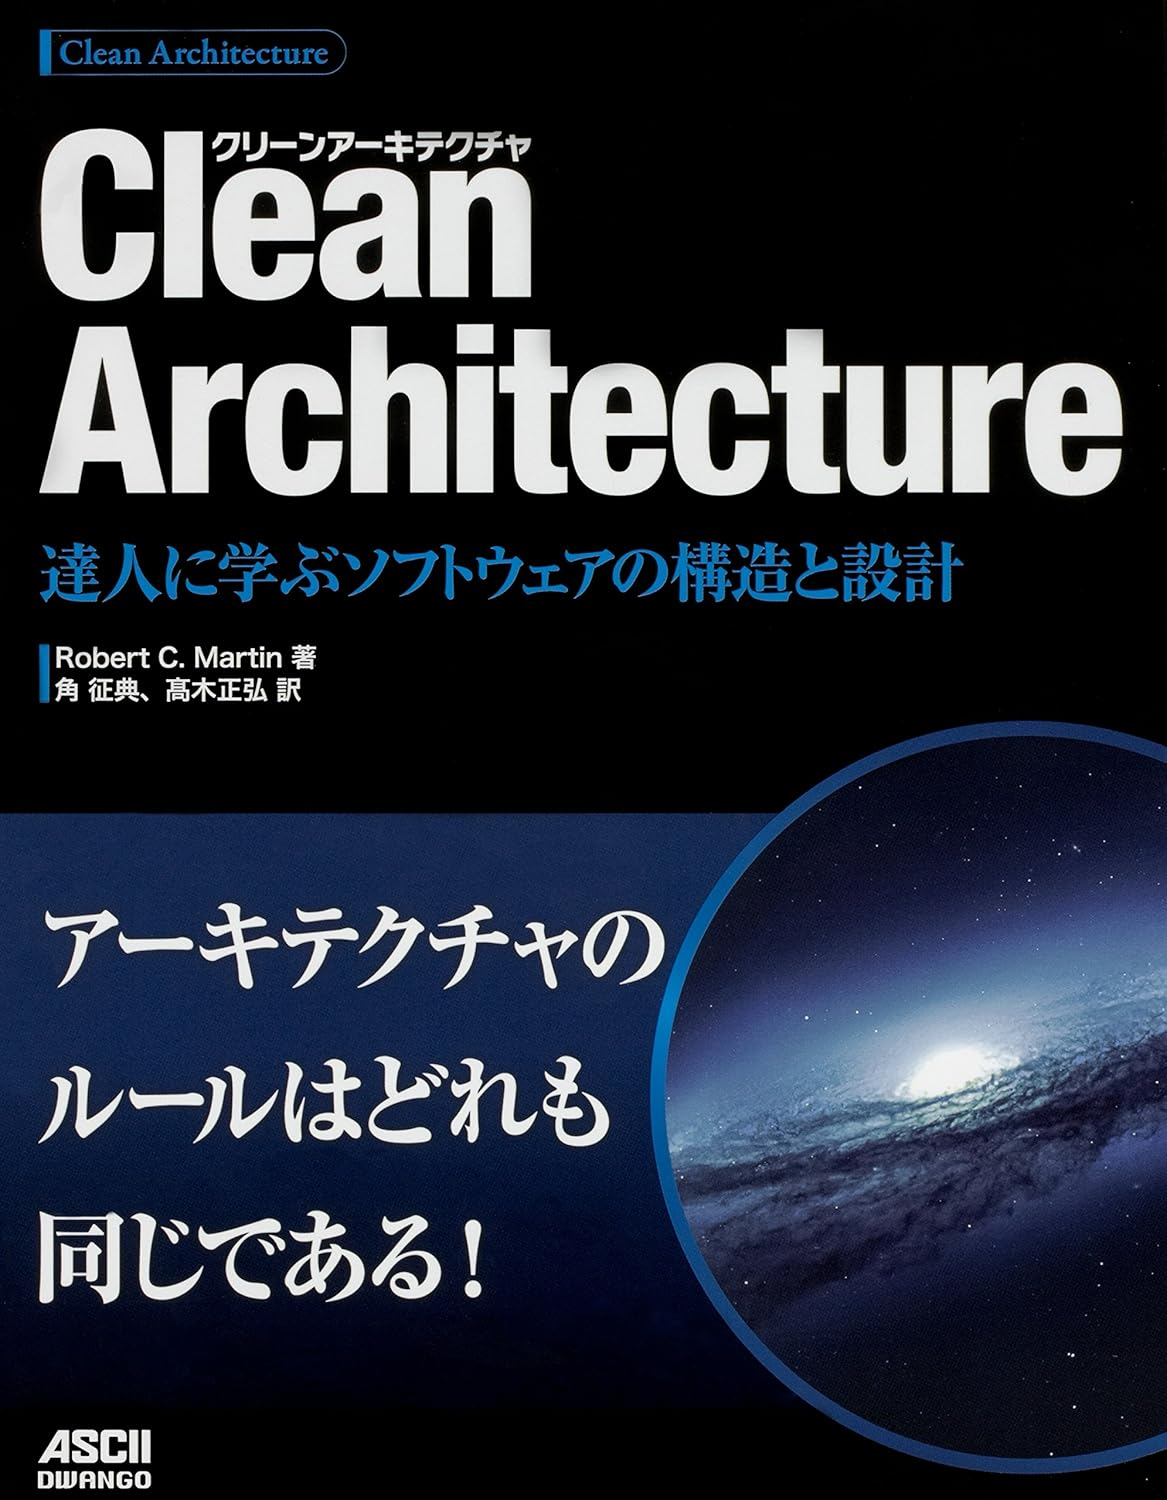 Clean Architecture
クリーンアーキテクチャ
Clean
Architecture
達人に学ぶソフトウェアの構造と設計
Robert C. Martin 著
角 征典、髙木正弘 訳
アーキテクチャの
ルールはどれも
同じである！
ASCII
DWANGO